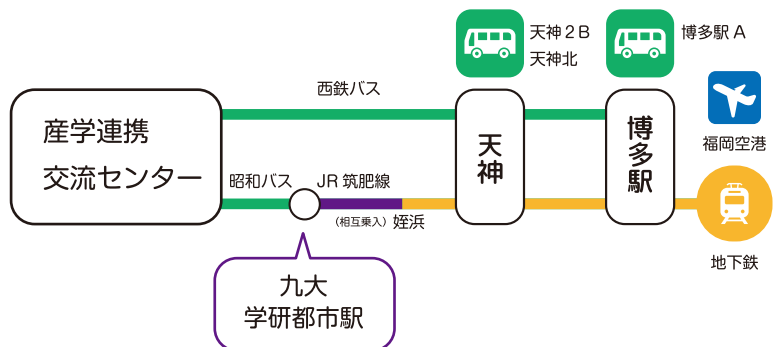 天神2B
天神北
博多駅A
西鉄バス
産学連携
交流センター
天神
博多駅
福岡空港
昭和バス
JR筑肥線
(相互乗入)
姪浜
地下鉄
九大
学研都市駅